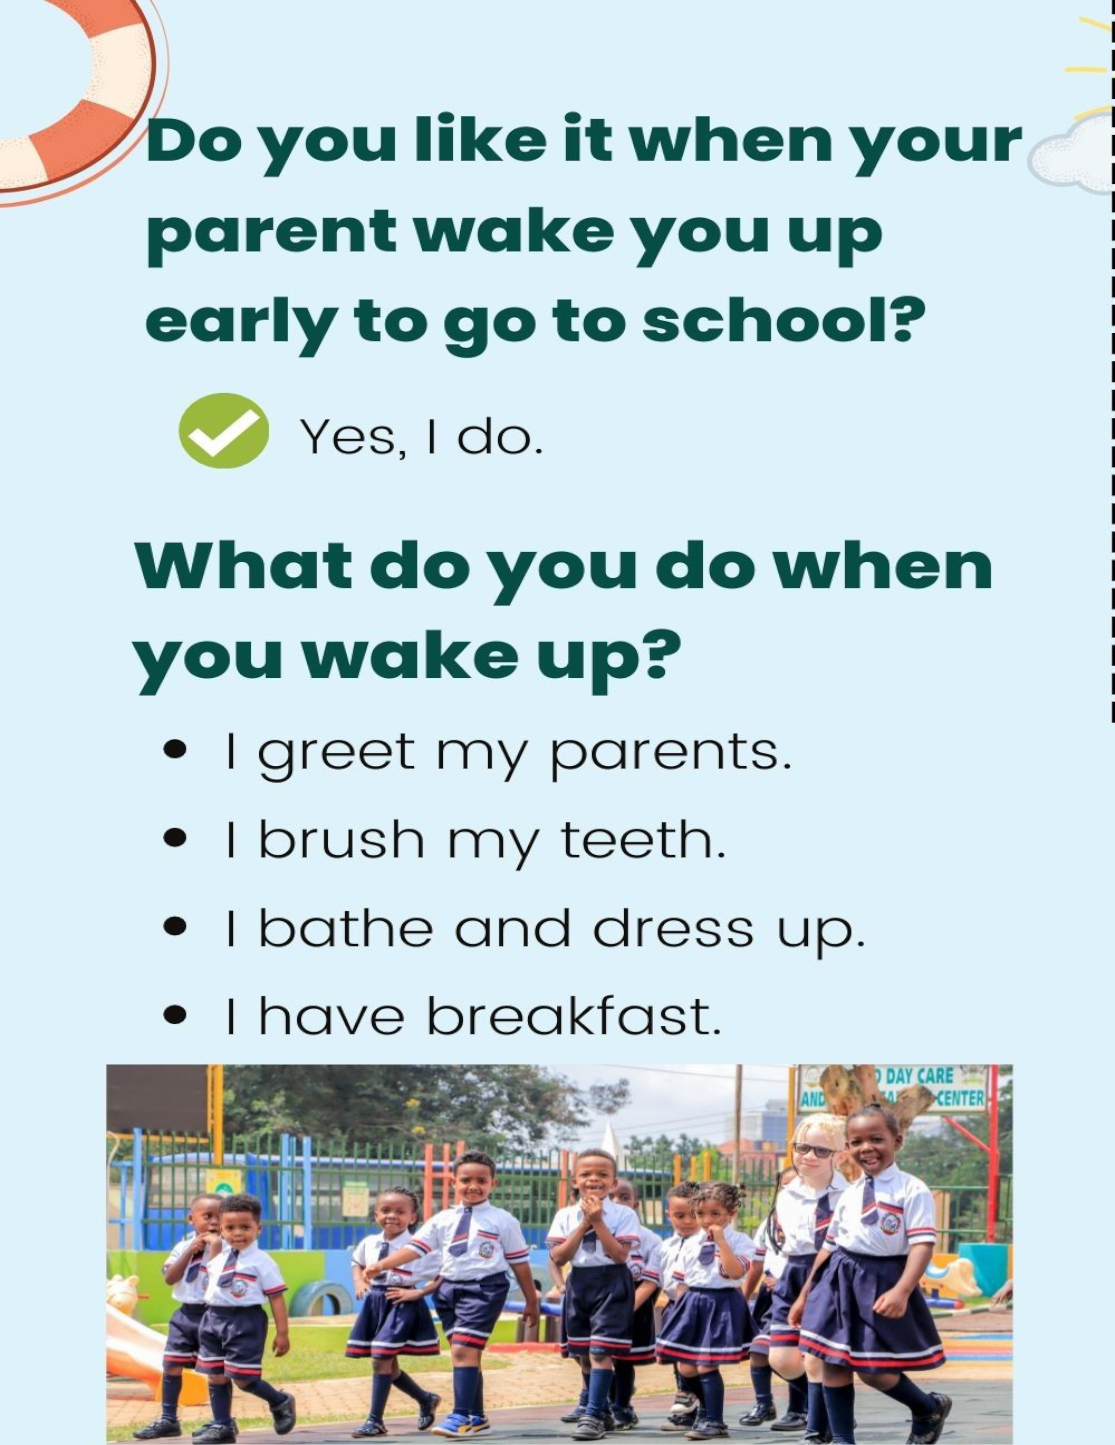 Do you like it when your
parent wake you up
early to go to school?
Yes, I do.
What do you do when
you wake up?
• I greet my parents.
• I brush my teeth.
• I bathe and dress up.
• I have breakfast.
DAY CARE
AND CENTER